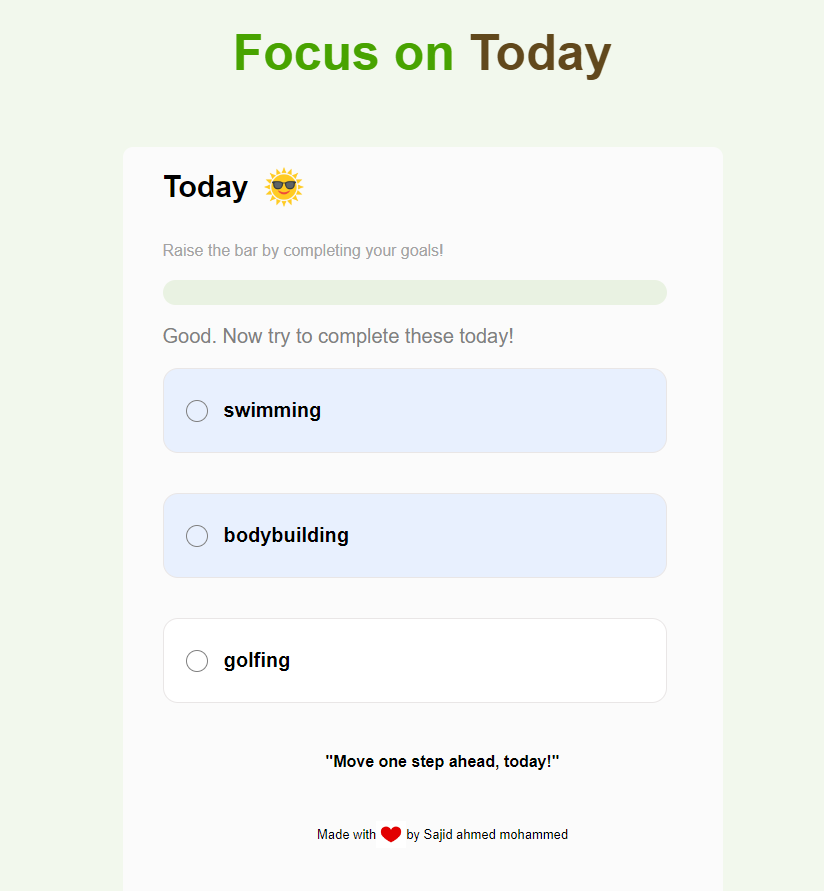 Focus on Today
Today
Raise the bar by completing your goals!
Good. Now try to complete these today!
swimming
bodybuilding
golfing
"Move one step ahead, today!"
Made with by Sajid ahmed mohammed